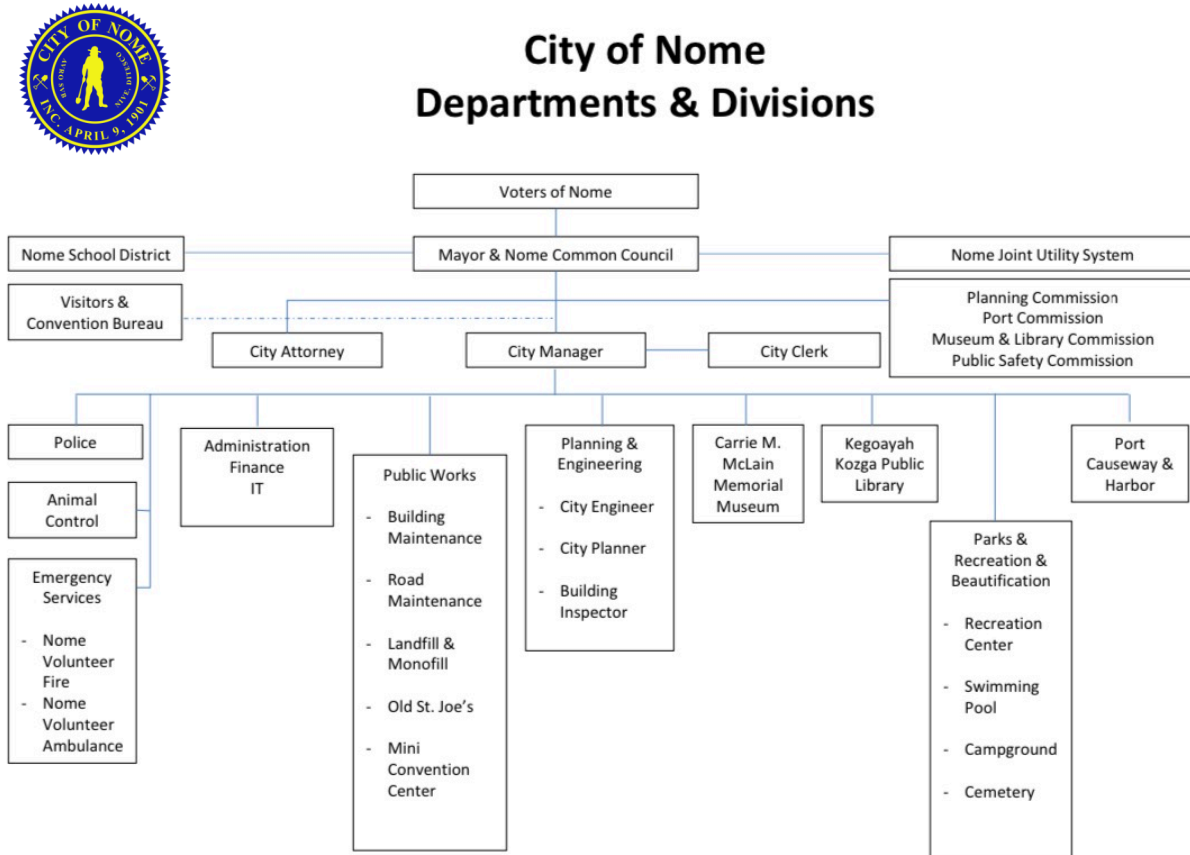 CITY OF NOME
INC. APRIL 9, 1901
City of Nome
Departments & Divisions
Voters of Nome
Nome School District
Mayor & Nome Common Council
Nome Joint Utility System
Visitors &
Convention Bureau
Planning Commission
Port Commission
Museum & Library Commission
Public Safety Commission
City Attorney
City Manager
City Clerk
Police
Animal
Control
Emergency
Services
- Nome
Volunteer
Fire
- Nome
Volunteer
Ambulance
Administration
Finance
IT
Public Works
- Building
Maintenance
- Road
Maintenance
- Landfill &
Monofill
- Old St. Joe’s
- Mini
Convention
Center
Planning &
Engineering
- City Engineer
- City Planner
- Building
Inspector
Carrie M.
McLain
Memorial
Museum
Kegoayah
Kozga Public
Library
Parks &
Recreation &
Beautification
- Recreation
Center
- Swimming
Pool
- Campground
- Cemetery
Port
Causeway &
Harbor